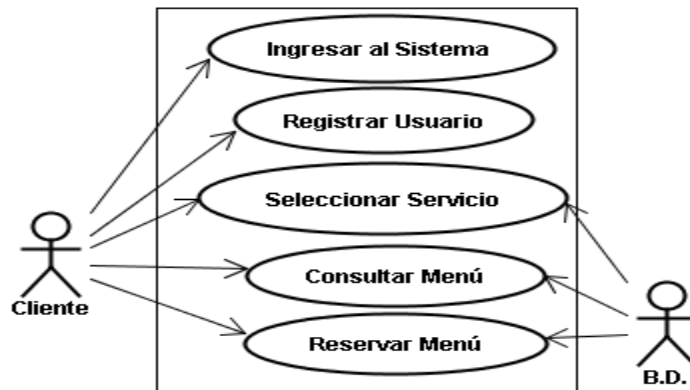 Ingresar al Sistema
Registrar Usuario
Seleccionar Servicio
Consultar Menú
Cliente
Reservar Menú
B.D.